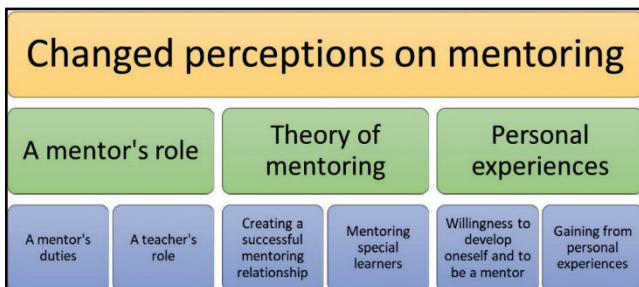 Changed perceptions on mentoring
A mentor's role
Theory of
mentoring
Personal
experiences
A mentor's
duties
A teacher's
role
Creating a
successful
mentoring
relationship
Mentoring
special
learners
Willingness to
develop
oneself and to
be a mentor
Gaining from
personal
experiences